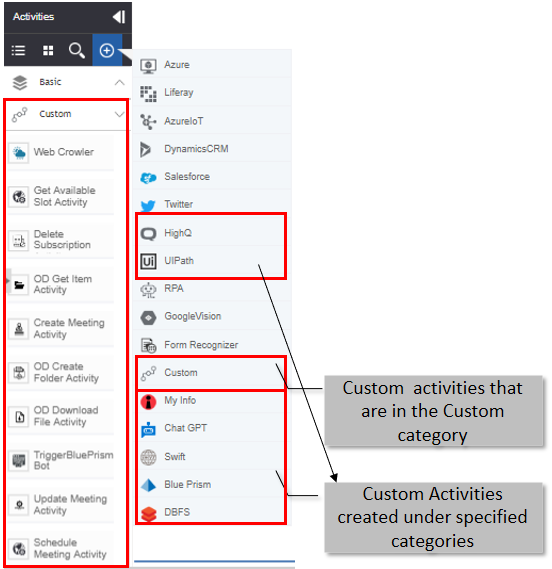 Activities
Basic
Custom
Web Crowler
Get Available
Slot Activity
Delete
Subscription
OD Get Item
Activity
Create Meeting
Activity
OD Create
Folder Activity
OD Download
File Activity
TriggerBluePrism
Bot
Update Meeting
Activity
Schedule
Meeting Activity
Azure
Liferay
AzureIoT
DynamicsCRM
Salesforce
Twitter
HighQ
Ui
UIPath
RPA
GoogleVision
Form Recognizer
Custom
My Info
Chat GPT
Swift
Blue Prism
DBFS
Custom activities that
are in the Custom
category
Custom Activities
created under specified
categories